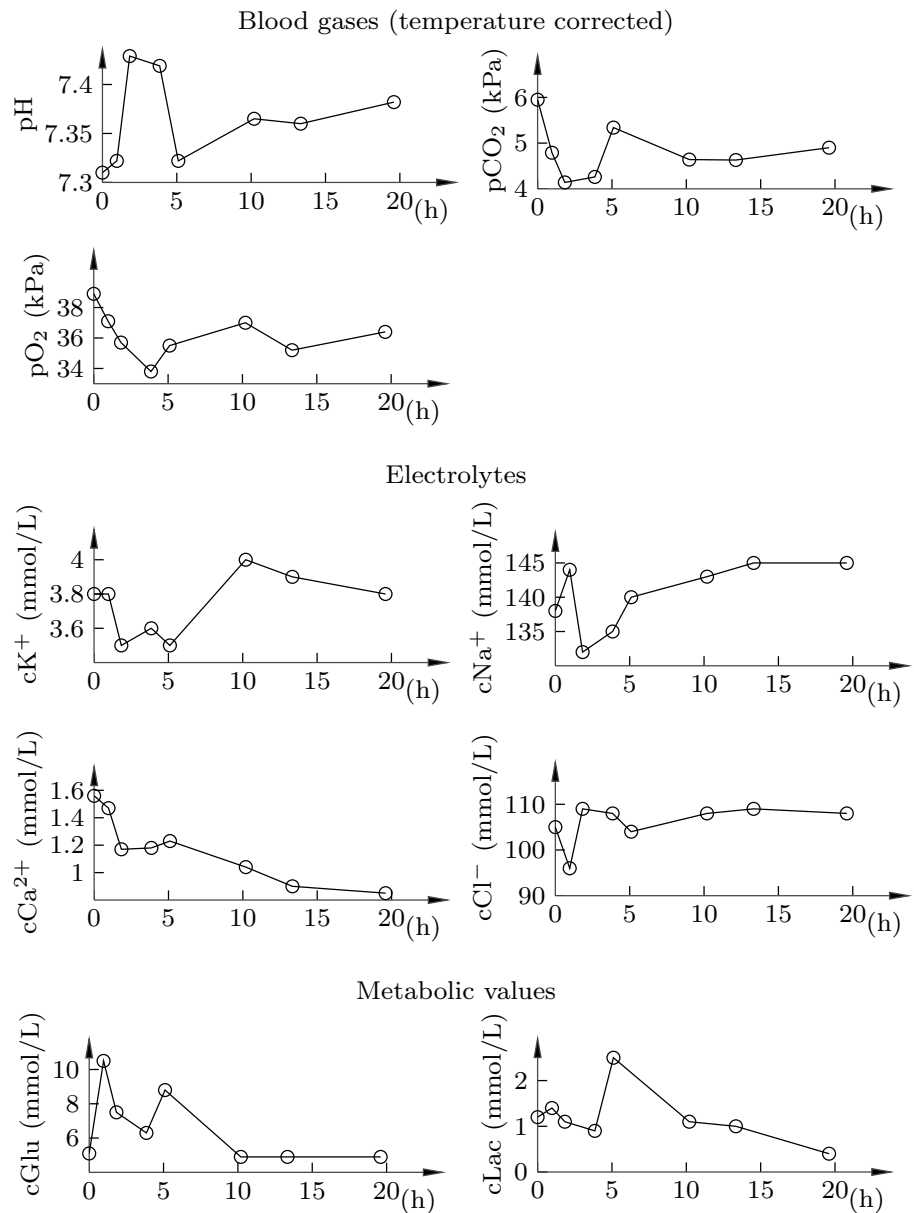 Blood gases (temperature corrected)
pH
7.4
7.35
7.3
0 5 10 15 20 (h)
pCO₂ (kPa)
6
5
4
0 5 10 15 20 (h)
pO₂ (kPa)
38
36
34
0 5 10 15 20 (h)
Electrolytes
cK⁺ (mmol/L)
4
3.8
3.6
0 5 10 15 20 (h)
cNa⁺ (mmol/L)
145
140
135
0 5 10 15 20 (h)
cCa²⁺ (mmol/L)
1.6
1.4
1.2
1
0 5 10 15 20 (h)
cCl⁻ (mmol/L)
110
100
90
0 5 10 15 20 (h)
Metabolic values
cGlu (mmol/L)
10
8
6
0 5 10 15 20 (h)
cLac (mmol/L)
2
1
0
0 5 10 15 20 (h)